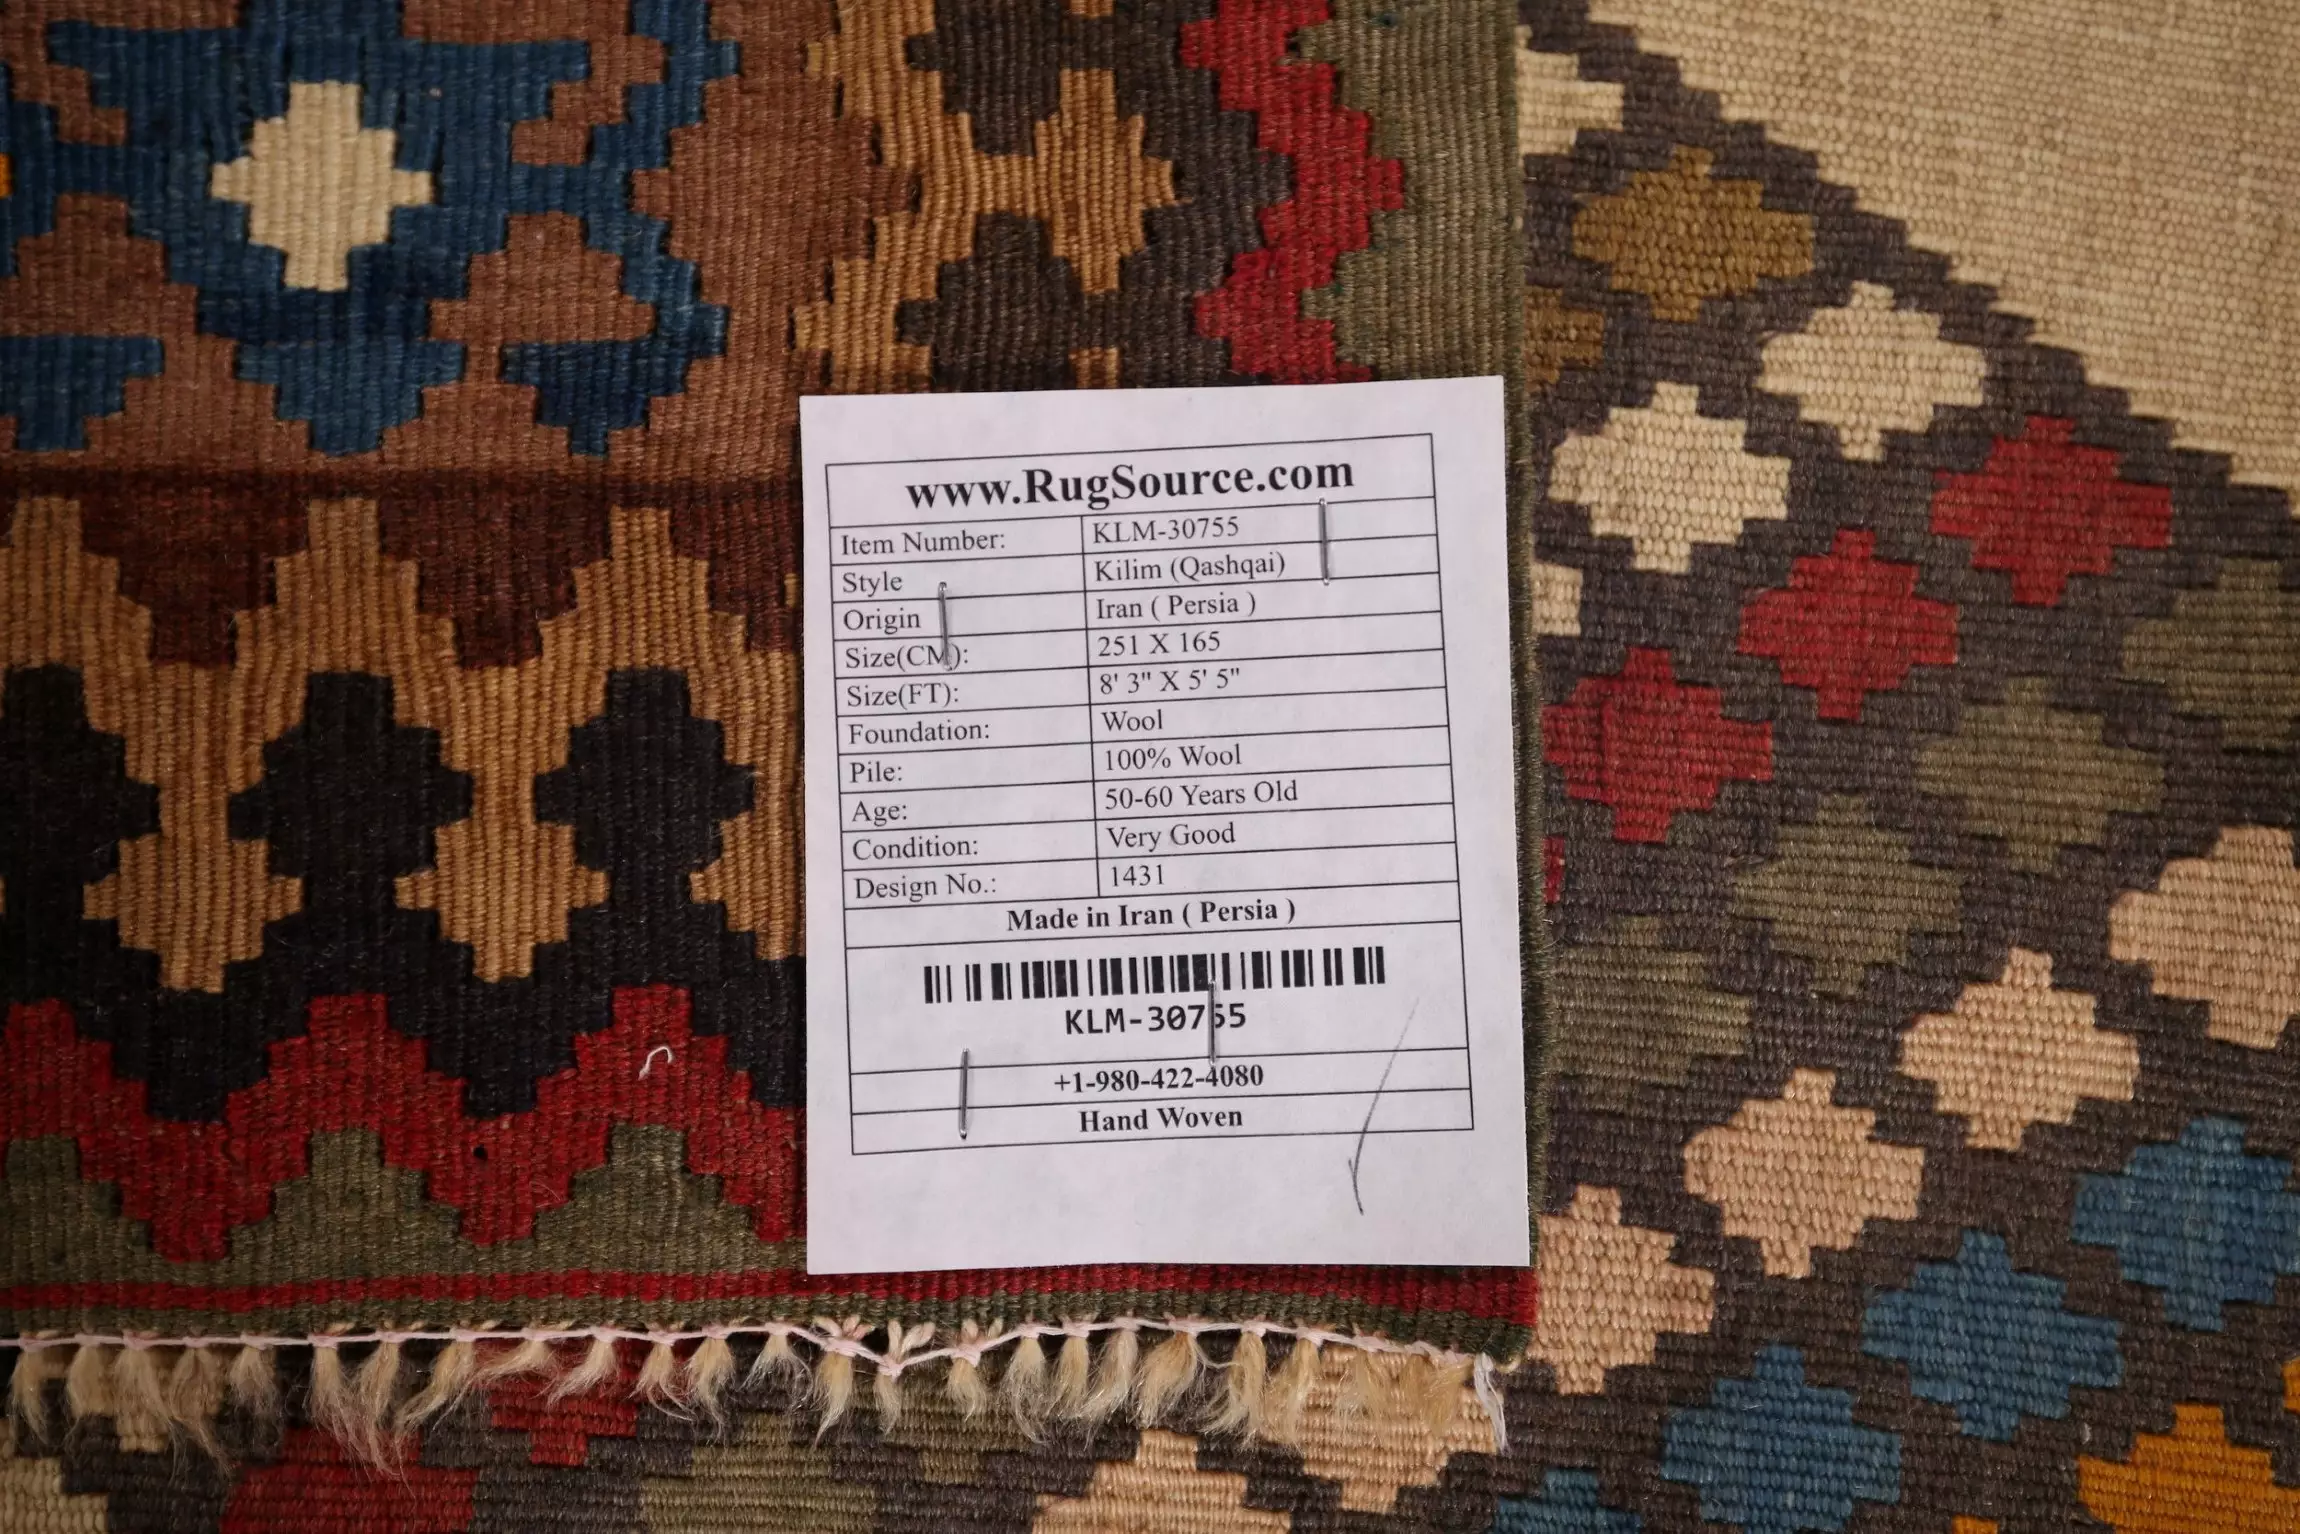 www.RugSource.com
Item Number: KLM-30755
Style Kilim (Qashqai)
Origin Iran ( Persia )
Size(CM): 251 X 165
Size(FT): 8' 3" X 5' 5"
Foundation: Wool
Pile: 100% Wool
Age: 50-60 Years Old
Condition: Very Good
Design No.: 1431
Made in Iran ( Persia )
KLM-30755
+1-980-422-4080
Hand Woven